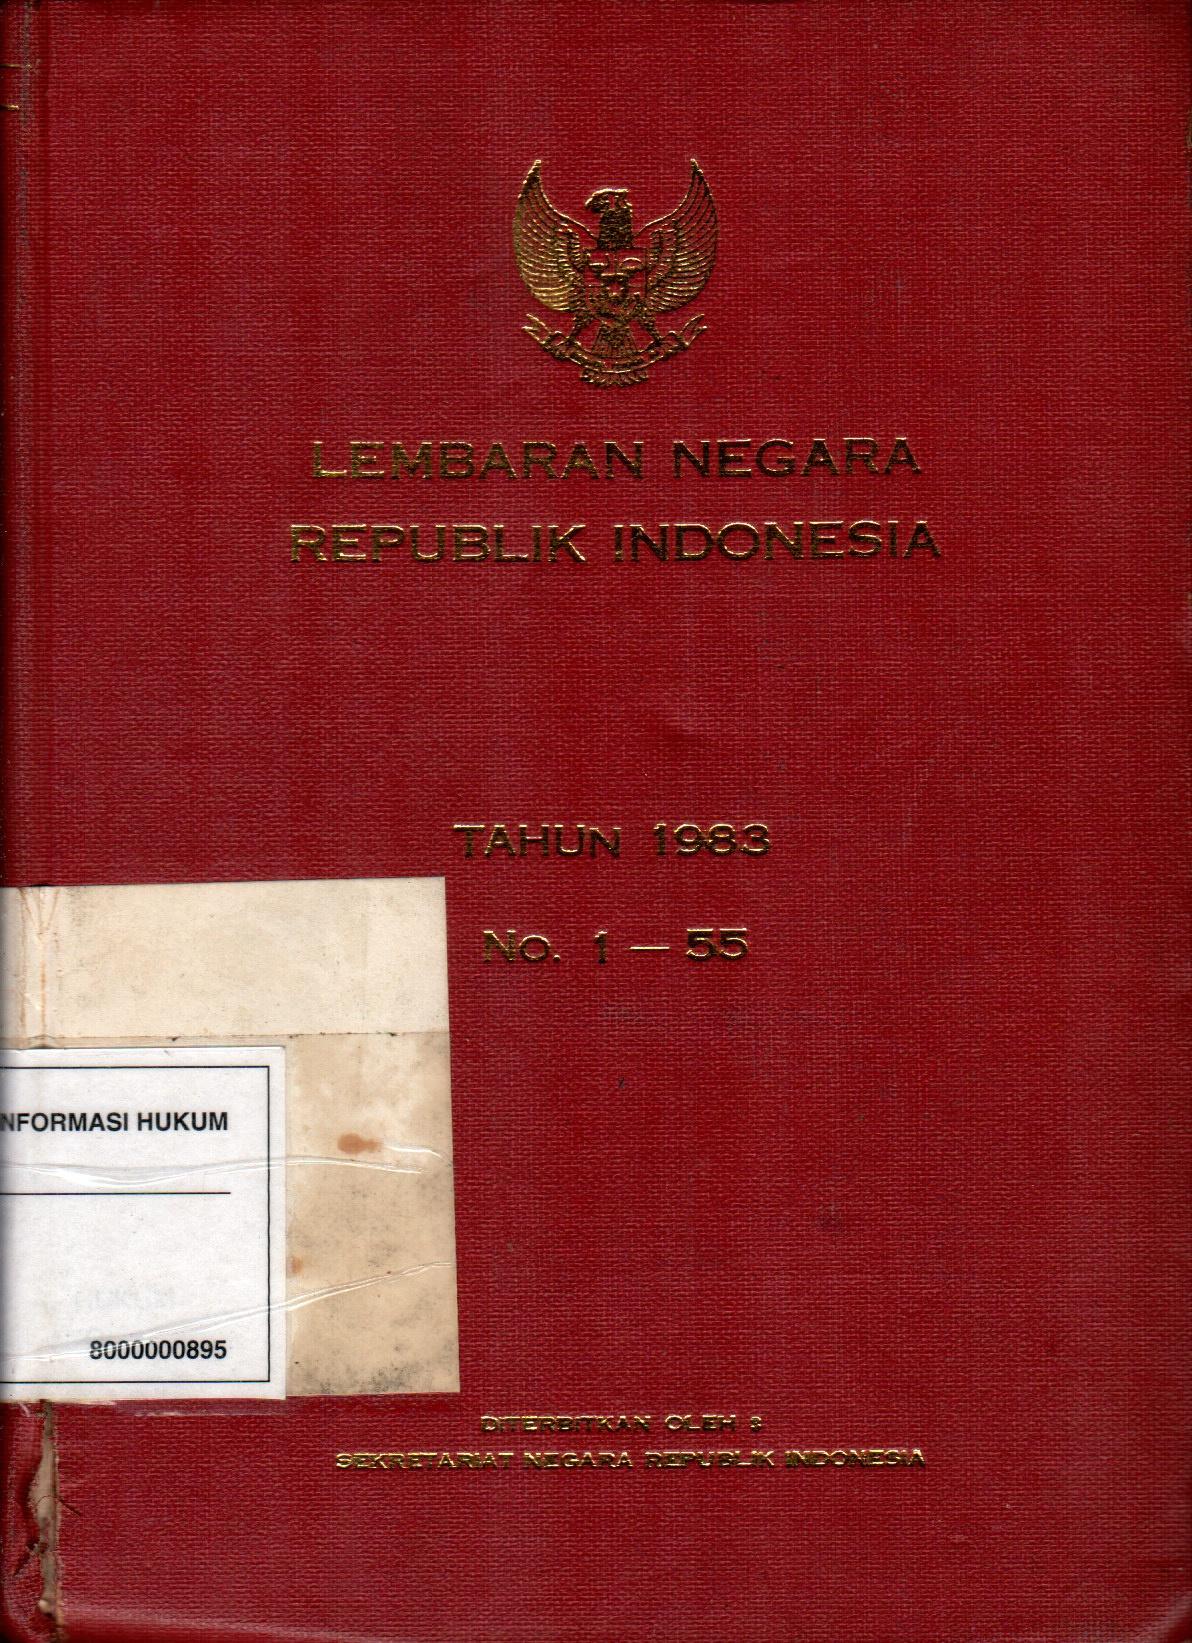 LEMBARAN NEGARA
REPUBLIK INDONESIA
TAHUN 1983
No. 1 — 55
NFORMASI HUKUM
8000000895
DITERBITKAN OLEH :
SEKRETARIAT NEGARA REPUBLIK INDONESIA